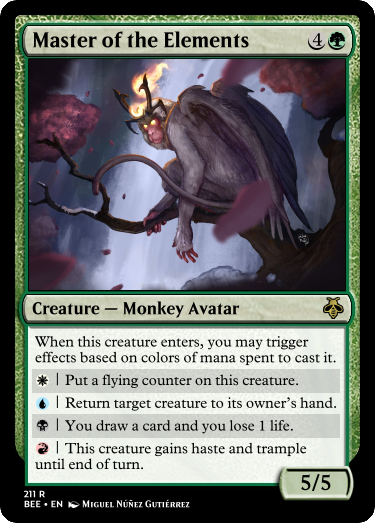 Master of the Elements 4
Creature — Monkey Avatar
When this creature enters, you may trigger
effects based on colors of mana spent to cast it.
| Put a flying counter on this creature.
| Return target creature to its owner's hand.
| You draw a card and you lose 1 life.
| This creature gains haste and trample
until end of turn.
5/5
211 R
BEE • EN Miguel Núñez Gutiérrez